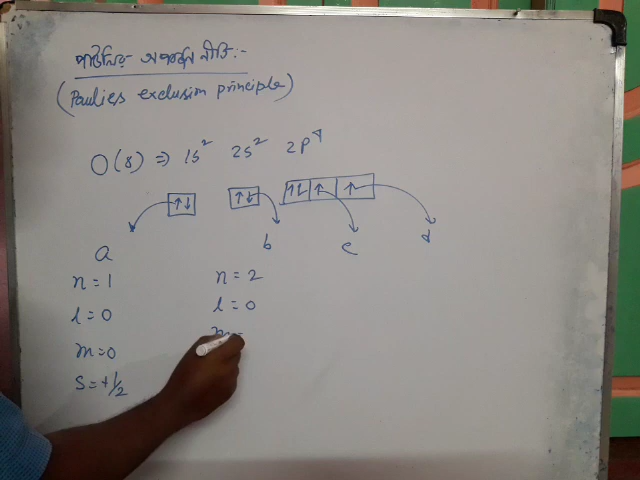 পাউলির অপবর্জন নীতি:-
(Paulies exclusion principle)
O(8) ⇒ 1s² 2s² 2p⁴
↑↓ ↑↓ ↑↓ ↑ ↑
a b c d
n = 1 n = 2
l = 0 l = 0
m = 0 m =
S = +1/2